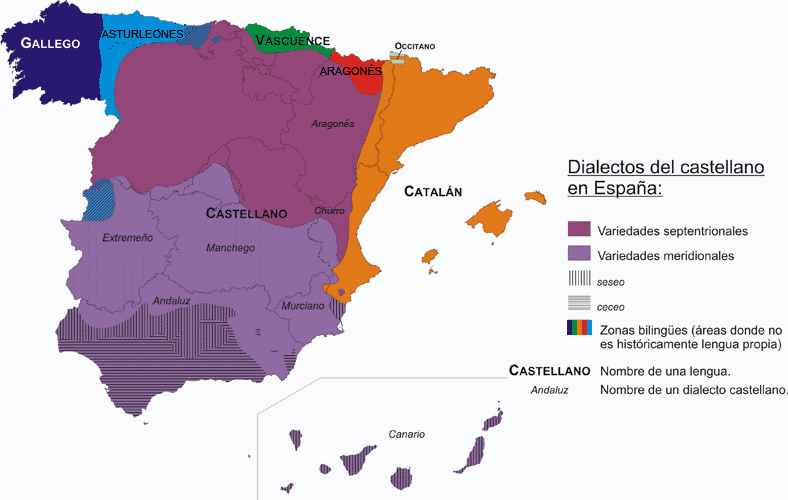 GALLEGO
ASTURLEONES
VASCUENCE
OCCITANO
ARAGONÉS
Aragonés
CATALÁN
CASTELLANO
Churro
Extremeño
Manchego
Andaluz
Murciano
Canario
Dialectos del castellano
en España:
Variedades septentrionales
Variedades meridionales
seseo
ceceo
Zonas bilingües (áreas donde no
es históricamente lengua propia)
CASTELLANO Nombre de una lengua.
Andaluz Nombre de un dialecto castellano.